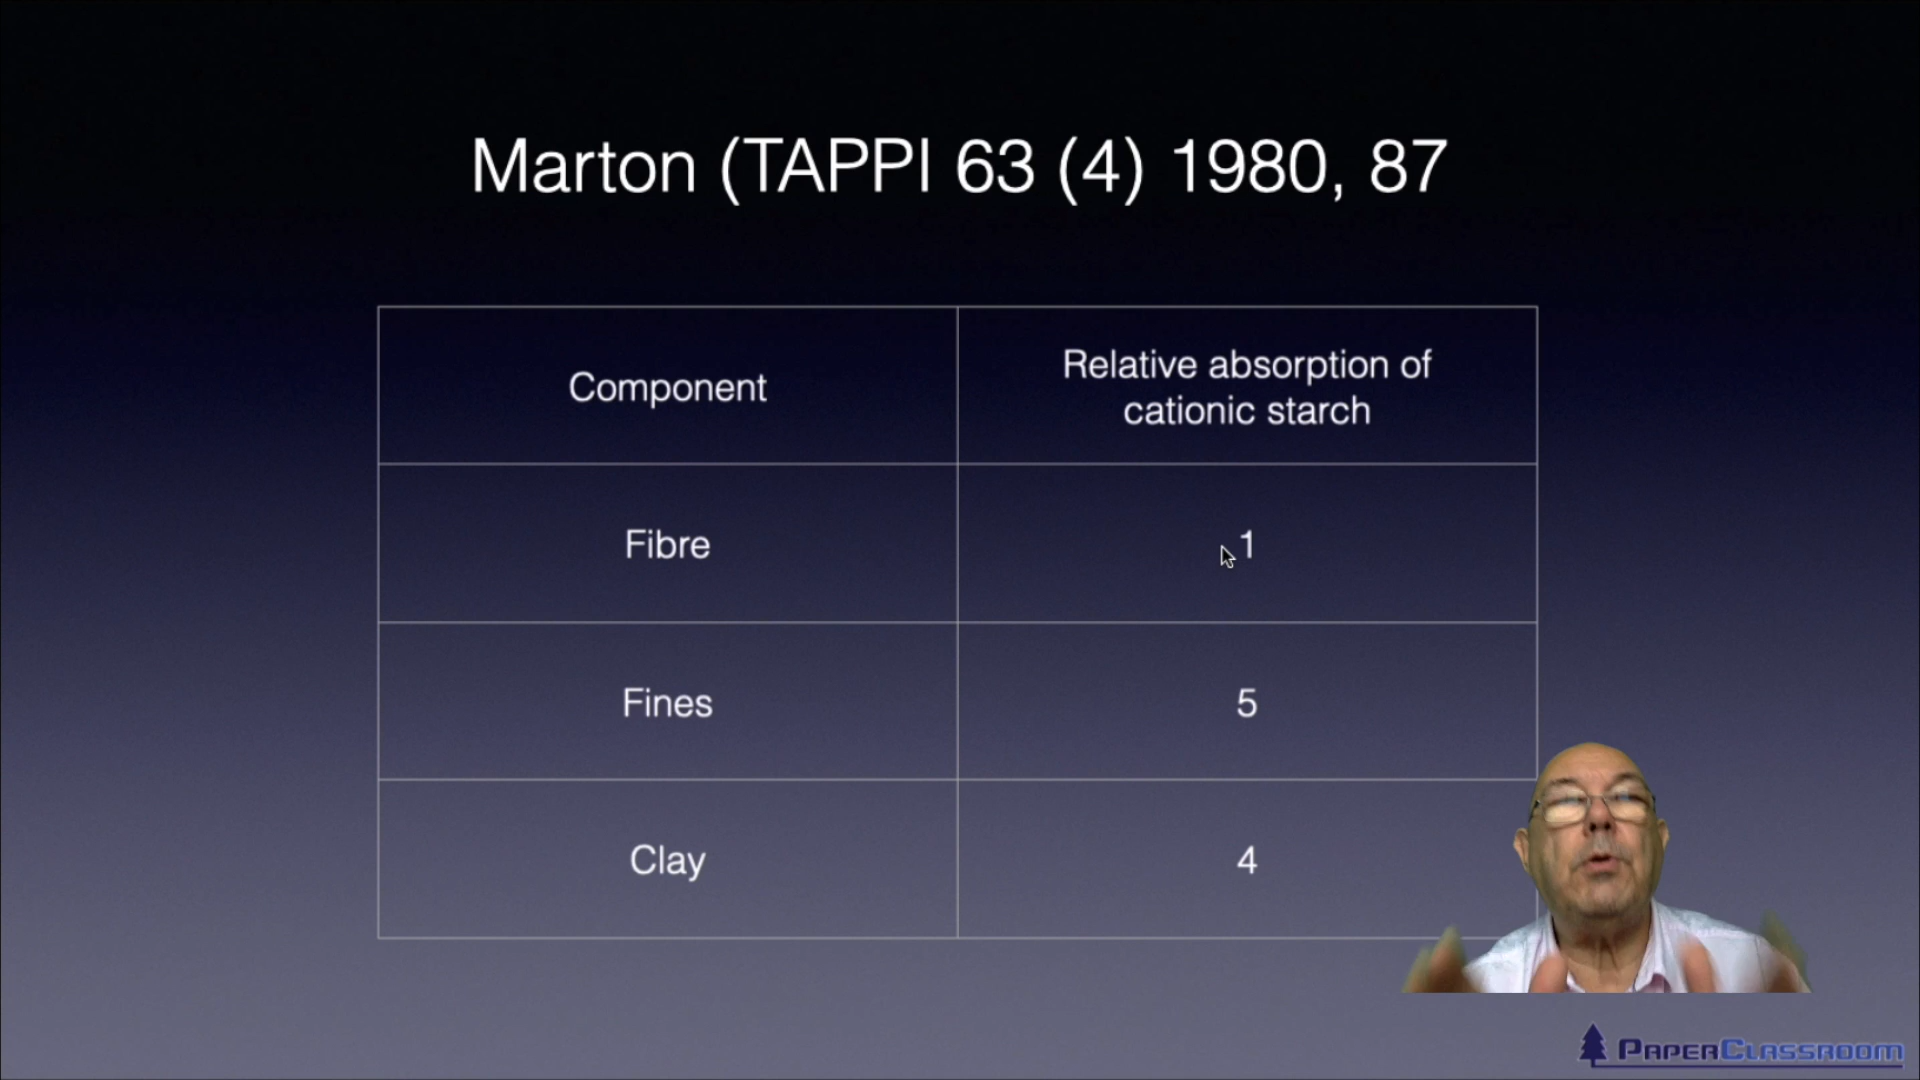 Marton (TAPPI 63 (4) 1980, 87
Component
Relative absorption of
cationic starch
Fibre
1
Fines
5
Clay
4
PaperClassroom